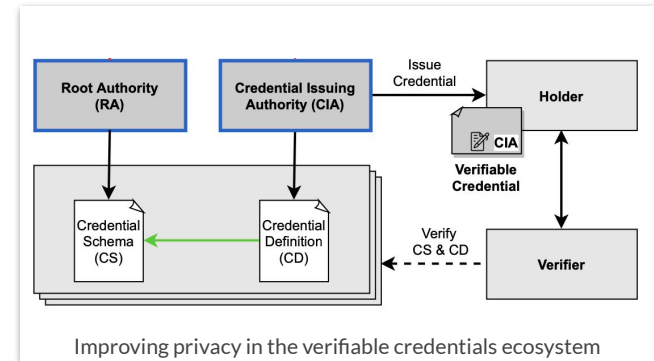 Root Authority
(RA)
Credential Issuing
Authority (CIA)
Issue
Credential
Holder
CIA
Verifiable
Credential
Credential
Schema
(CS)
Credential
Definition
(CD)
Verify
CS & CD
Verifier
Improving privacy in the verifiable credentials ecosystem